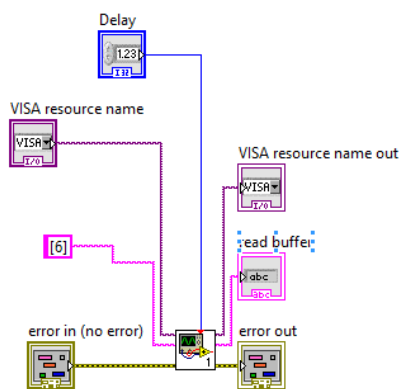 Delay
1.23
I32
VISA resource name
VISA
I/O
VISA resource name out
VISA
I/O
[6]
read buffer
abc
abc
error in (no error)
1
error out